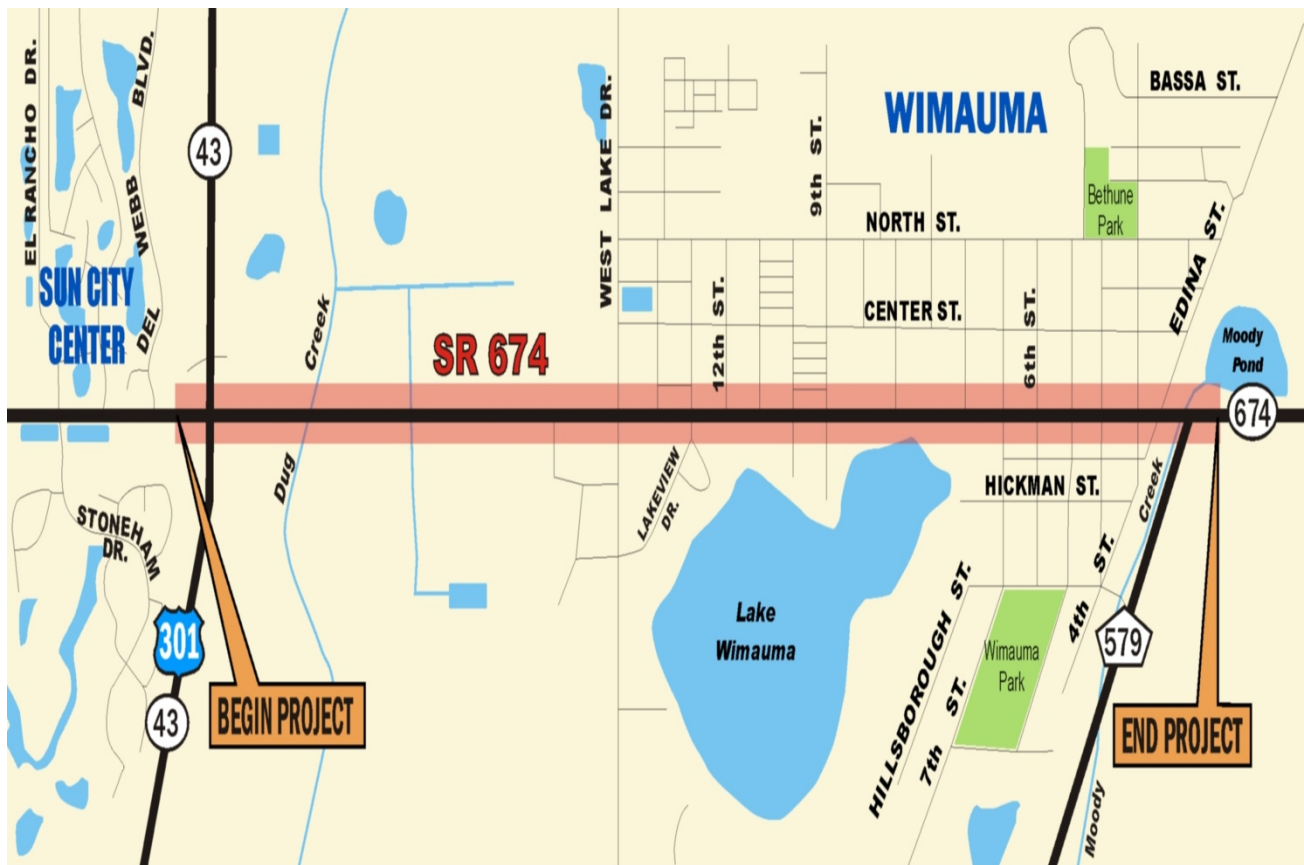 EL RANCHO DR.
DEL WEBB BLVD.
43
SUN CITY
CENTER
Dug Creek
SR 674
WEST LAKE DR.
WIMAUMA
9th ST.
BASSA ST.
Bethune
Park
NORTH ST.
EDINA ST.
12th ST.
CENTER ST.
6th ST.
Moody
Pond
674
STONEHAM
DR.
LAKEVIEW
DR.
HICKMAN ST.
Lake
Wimauma
HILLSBOROUGH ST.
7th ST.
Wimauma
Park
4th ST.
Moody Creek
579
301
43
BEGIN PROJECT
END PROJECT